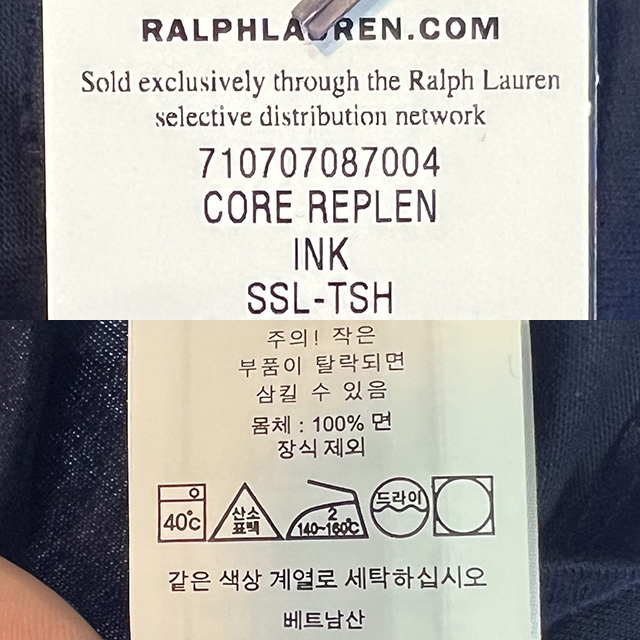 RALPHLAUREN.COM
Sold exclusively through the Ralph Lauren
selective distribution network
710707087004
CORE REPLEN
INK
SSL-TSH
주의! 작은
부품이 탈락되면
삼킬 수 있음
몸체 : 100% 면
장식 제외
40℃
산소
표백
2
140~160℃
드라이
같은 색상 계열로 세탁하십시오
베트남산